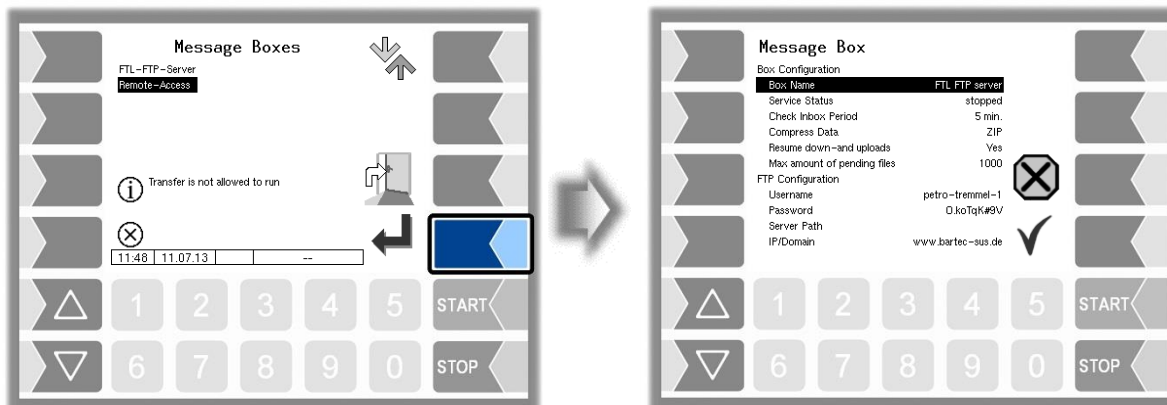 Message Boxes
FTL-FTP-Server
Remote-Access
Transfer is not allowed to run
11:48 11.07.13 --
1 2 3 4 5 START
6 7 8 9 0 STOP
Message Box
Box Configuration
Box Name FTL FTP server
Service Status stopped
Check Inbox Period 5 min.
Compress Data ZIP
Resume down-and uploads Yes
Max amount of pending files 1000
FTP Configuration
Username petro-tremmel-1
Password 0.koTqK#9V
Server Path
IP/Domain www.bartec-sus.de
1 2 3 4 5 START
6 7 8 9 0 STOP